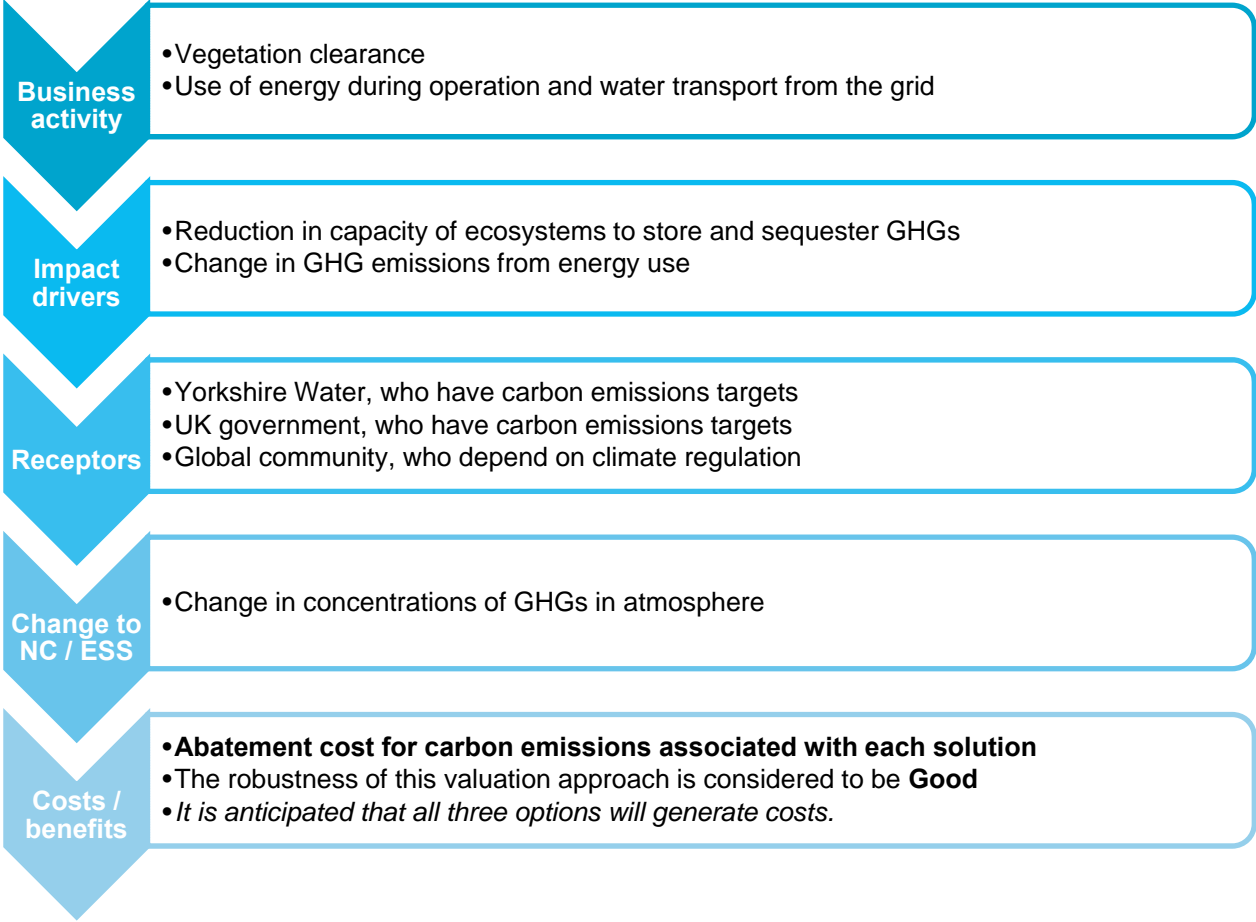 Business
activity
•Vegetation clearance
•Use of energy during operation and water transport from the grid
Impact
drivers
•Reduction in capacity of ecosystems to store and sequester GHGs
•Change in GHG emissions from energy use
Receptors
•Yorkshire Water, who have carbon emissions targets
•UK government, who have carbon emissions targets
•Global community, who depend on climate regulation
Change to
NC / ESS
•Change in concentrations of GHGs in atmosphere
Costs /
benefits
•Abatement cost for carbon emissions associated with each solution
•The robustness of this valuation approach is considered to be Good
•It is anticipated that all three options will generate costs.